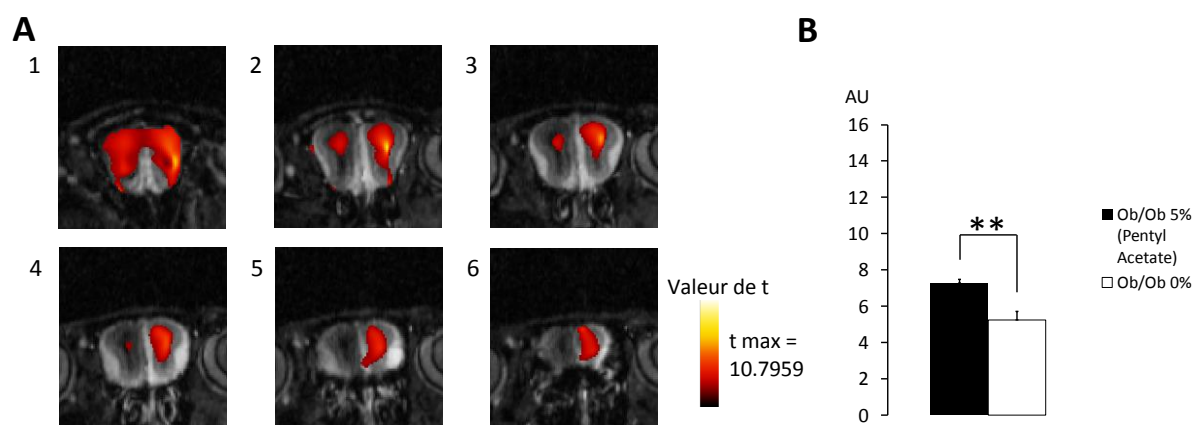 A
1
2
3
4
5
6
Valeur de t
t max =
10.7959
B
AU
16
14
12
10
8
6
4
2
0
**
Ob/Ob 5%
(Pentyl
Acetate)
Ob/Ob 0%